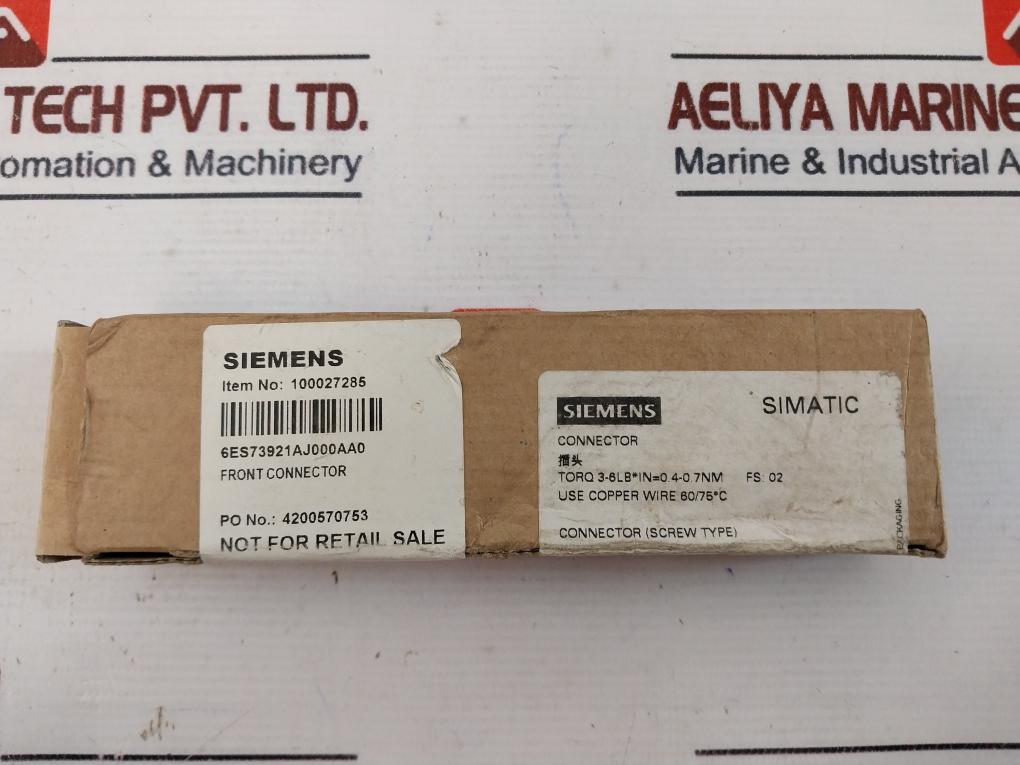 TECH PVT. LTD.
omation & Machinery
AELIYA MARINE
Marine & Industrial A
SIEMENS
Item No: 100027285
6ES73921AJ000AA0
FRONT CONNECTOR
PO No.: 4200570753
NOT FOR RETAIL SALE
SIEMENS
SIMATIC
CONNECTOR
插头
TORQ 3-6LB*IN=0.4-0.7NM FS: 02
USE COPPER WIRE 60/75°C
CONNECTOR (SCREW TYPE)
PACKAGING